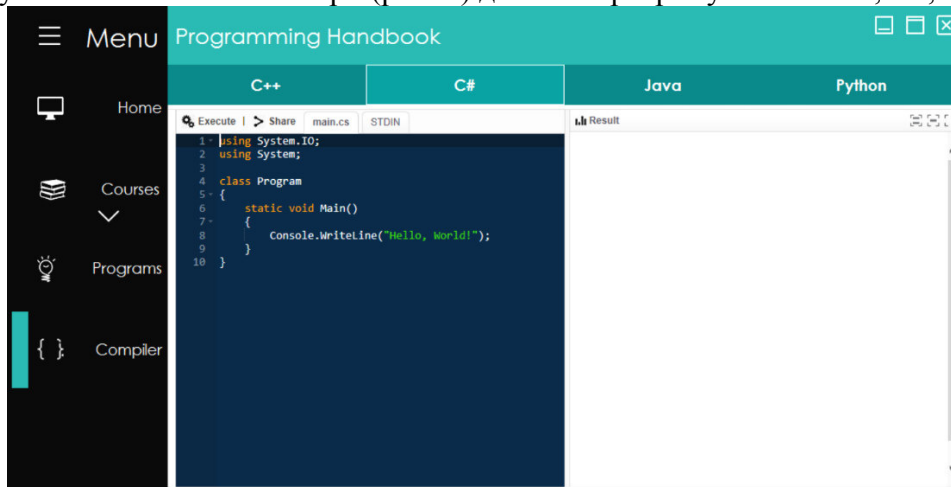 Menu
Programming Handbook
C++ C# Java Python
Home
Execute | Share main.cs STDIN
Result
1 using System.IO;
2 using System;
3
4 class Program
5 {
6 static void Main()
7 {
8 Console.WriteLine("Hello, World!");
9 }
10 }
Courses
Programs
{ } Compiler